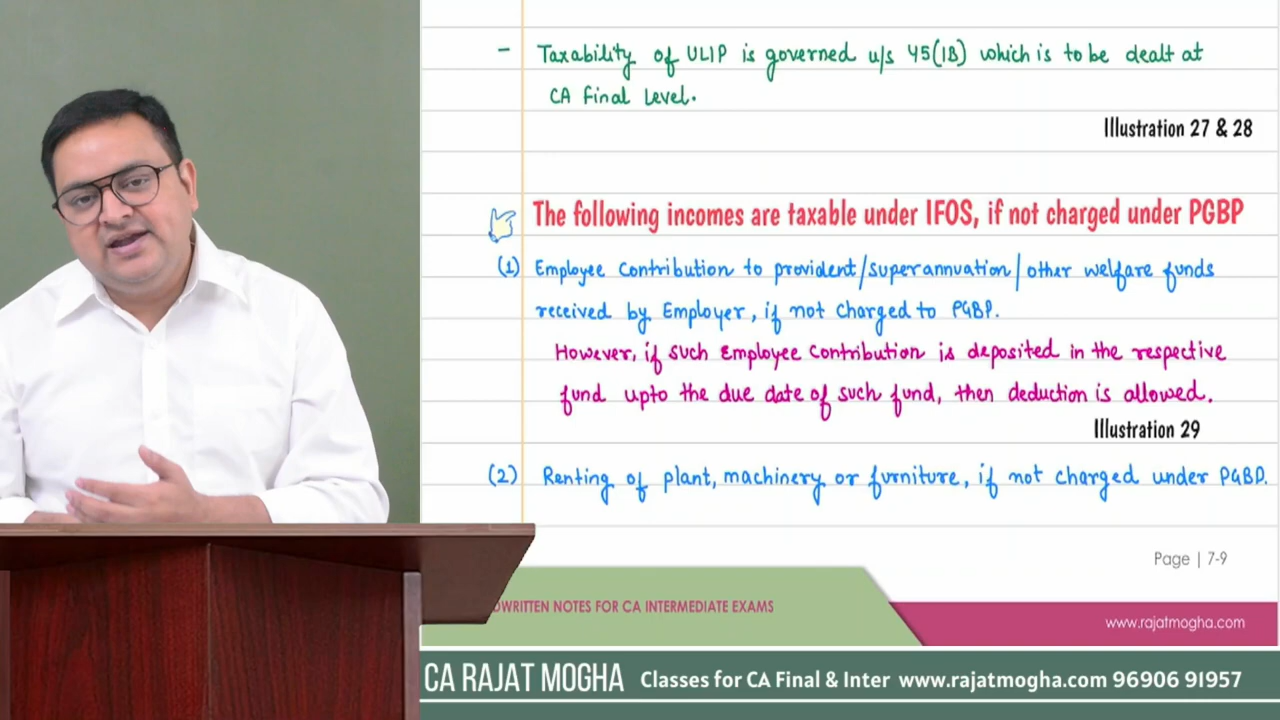 - Taxability of ULIP is governed u/s 45(1B) which is to be dealt at
CA Final Level.
Illustration 27 & 28
The following incomes are taxable under IFOS, if not charged under PGBP
(1) Employee Contribution to provident/superannuation/other welfare funds
received by Employer, if not charged to PGBP.
However, if such Employee Contribution is deposited in the respective
fund upto the due date of such fund, then deduction is allowed.
Illustration 29
(2) Renting of plant, machinery or furniture, if not charged under PGBP.
Page | 7-9
WRITTEN NOTES FOR CA INTERMEDIATE EXAMS
www.rajatmogha.com
CA RAJAT MOGHA Classes for CA Final & Inter www.rajatmogha.com 96906 91957